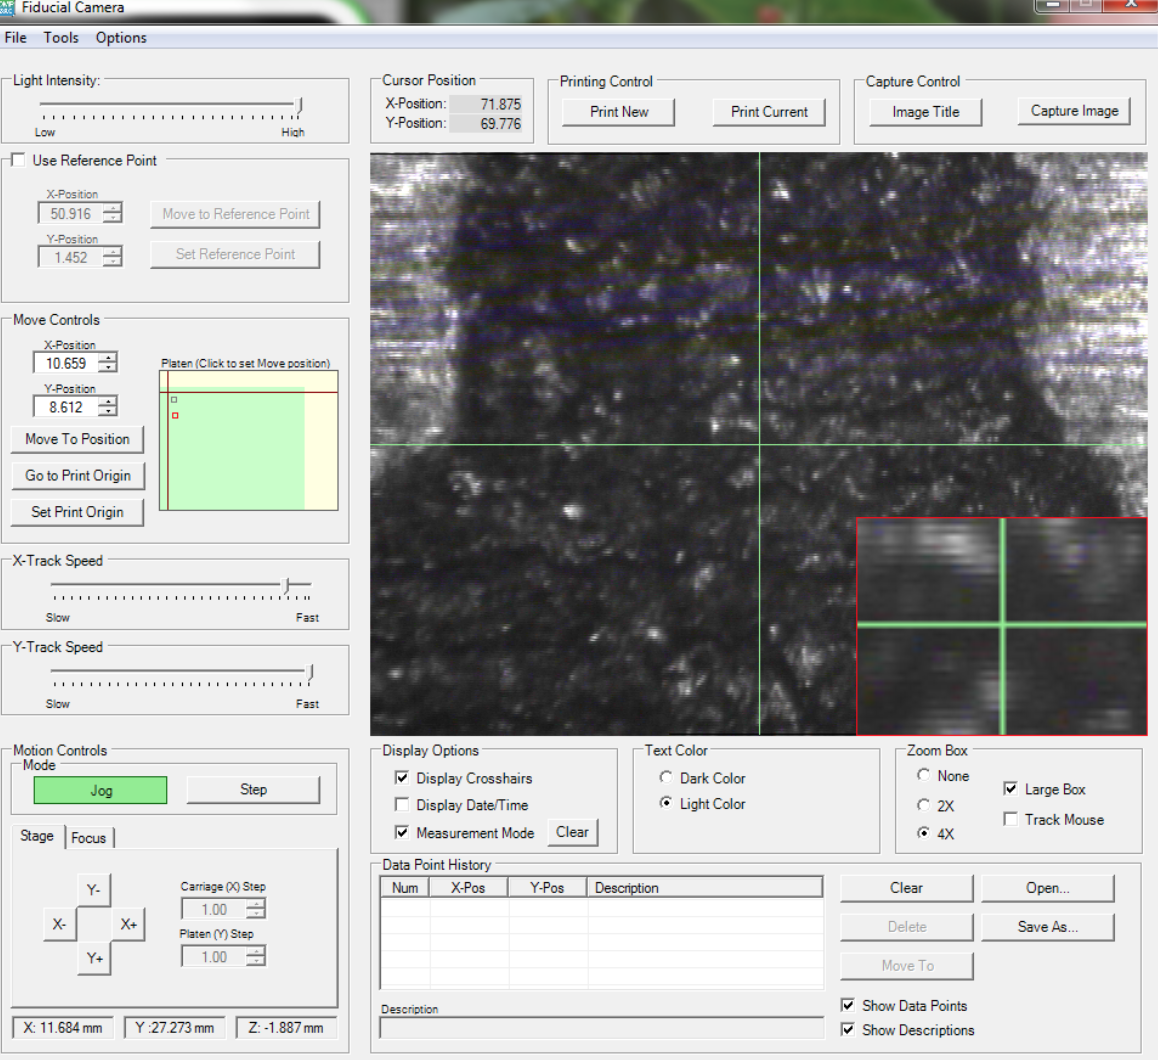 Fiducial Camera
File Tools Options
Light Intensity:
Low High
Use Reference Point
X-Position
50.916
Move to Reference Point
Y-Position
1.452
Set Reference Point
Move Controls
X-Position
10.659
Y-Position
8.612
Move To Position
Go to Print Origin
Set Print Origin
Platen (Click to set Move position)
X-Track Speed
Slow Fast
Y-Track Speed
Slow Fast
Motion Controls
Mode
Jog Step
Stage Focus
Y-
X- X+
Y+
Carriage (X) Step
1.00
Platen (Y) Step
1.00
X: 11.684 mm Y :27.273 mm Z: -1.887 mm
Cursor Position
X-Position: 71.875
Y-Position: 69.776
Printing Control
Print New Print Current
Capture Control
Image Title Capture Image
Display Options
Display Crosshairs
Display Date/Time
Measurement Mode Clear
Text Color
Dark Color
Light Color
Zoom Box
None
2X
4X
Large Box
Track Mouse
Data Point History
Num X-Pos Y-Pos Description
Description
Clear Open...
Delete Save As...
Move To
Show Data Points
Show Descriptions